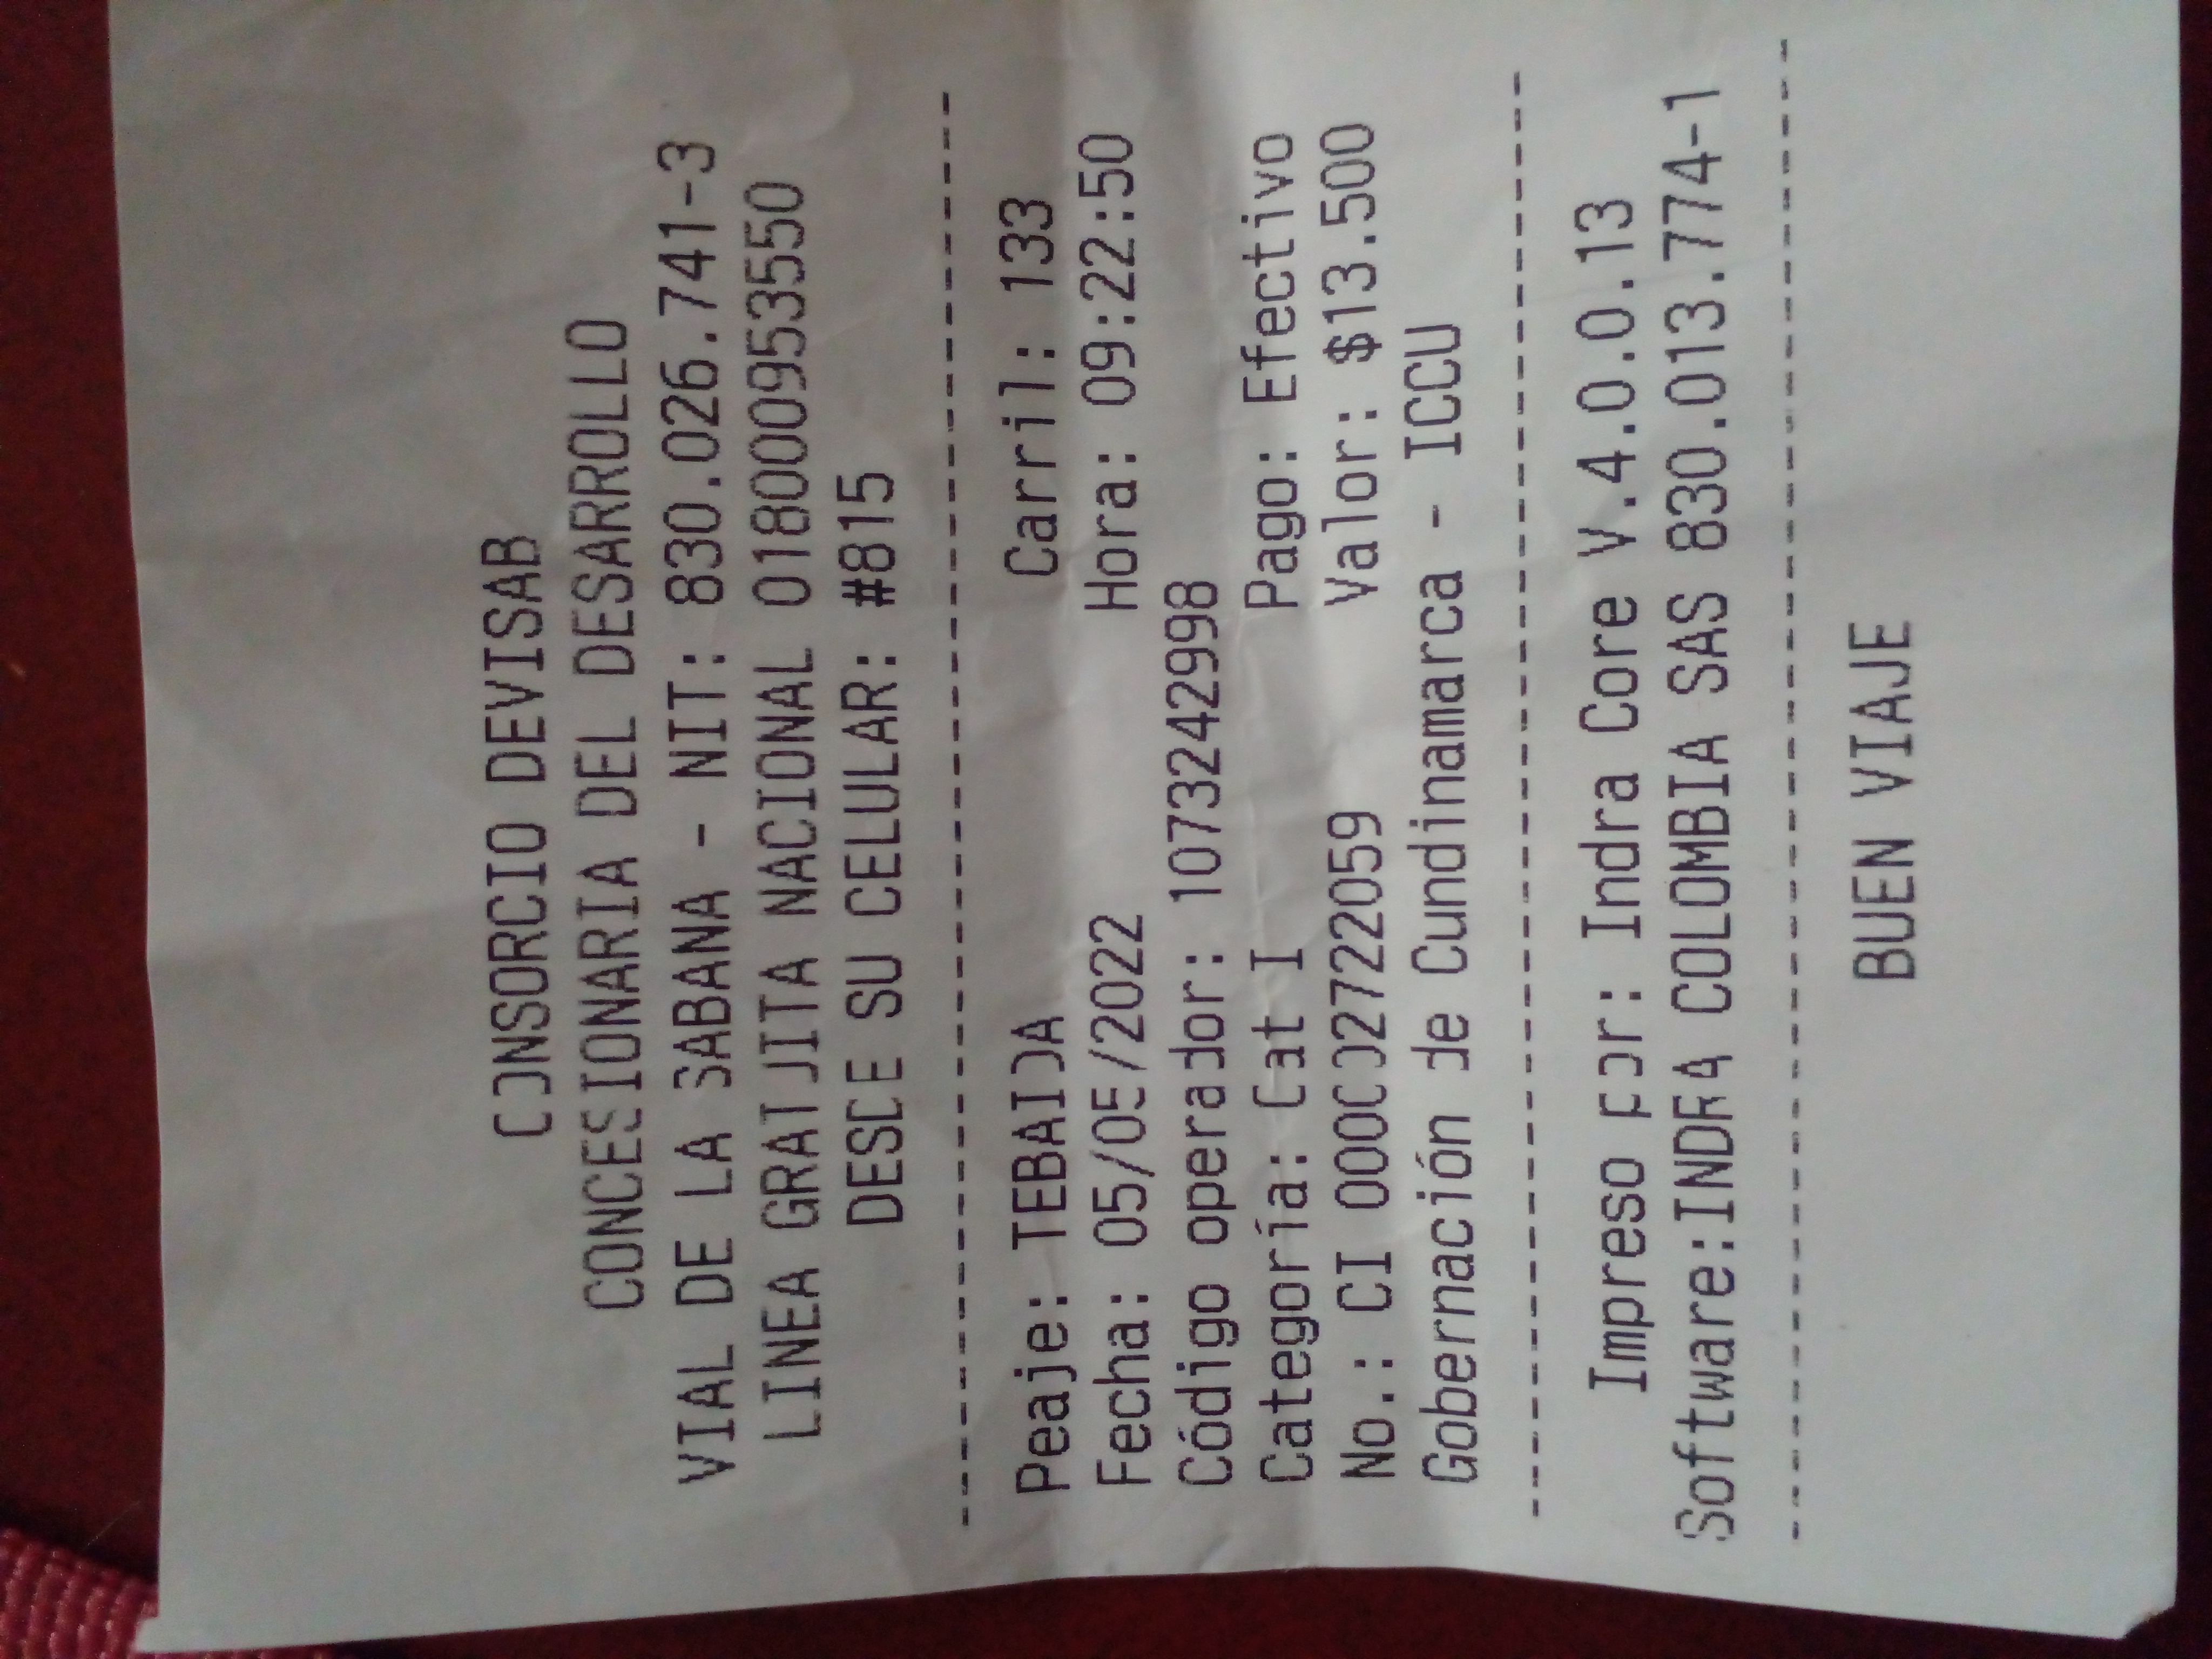 CONSORCIO DEVISAB
CONCESIONARIA DEL DESARROLLO
VIAL DE LA SABANA - NIT: 830.026.741-3
LINEA GRATUITA NACIONAL 018000953550
DESDE SU CELULAR: #815
Peaje: TEBAIDA Carril: 133
Fecha: 05/05/2022 Hora: 09:22:50
Código operador: 1073242998
Categoría: Cat I Pago: Efectivo
No.: CI 000002722059 Valor: $13.500
Gobernación de Cundinamarca - ICCU
Impreso por: Indra Core V.4.0.0.13
Software:INDRA COLOMBIA SAS 830.013.774-1
BUEN VIAJE